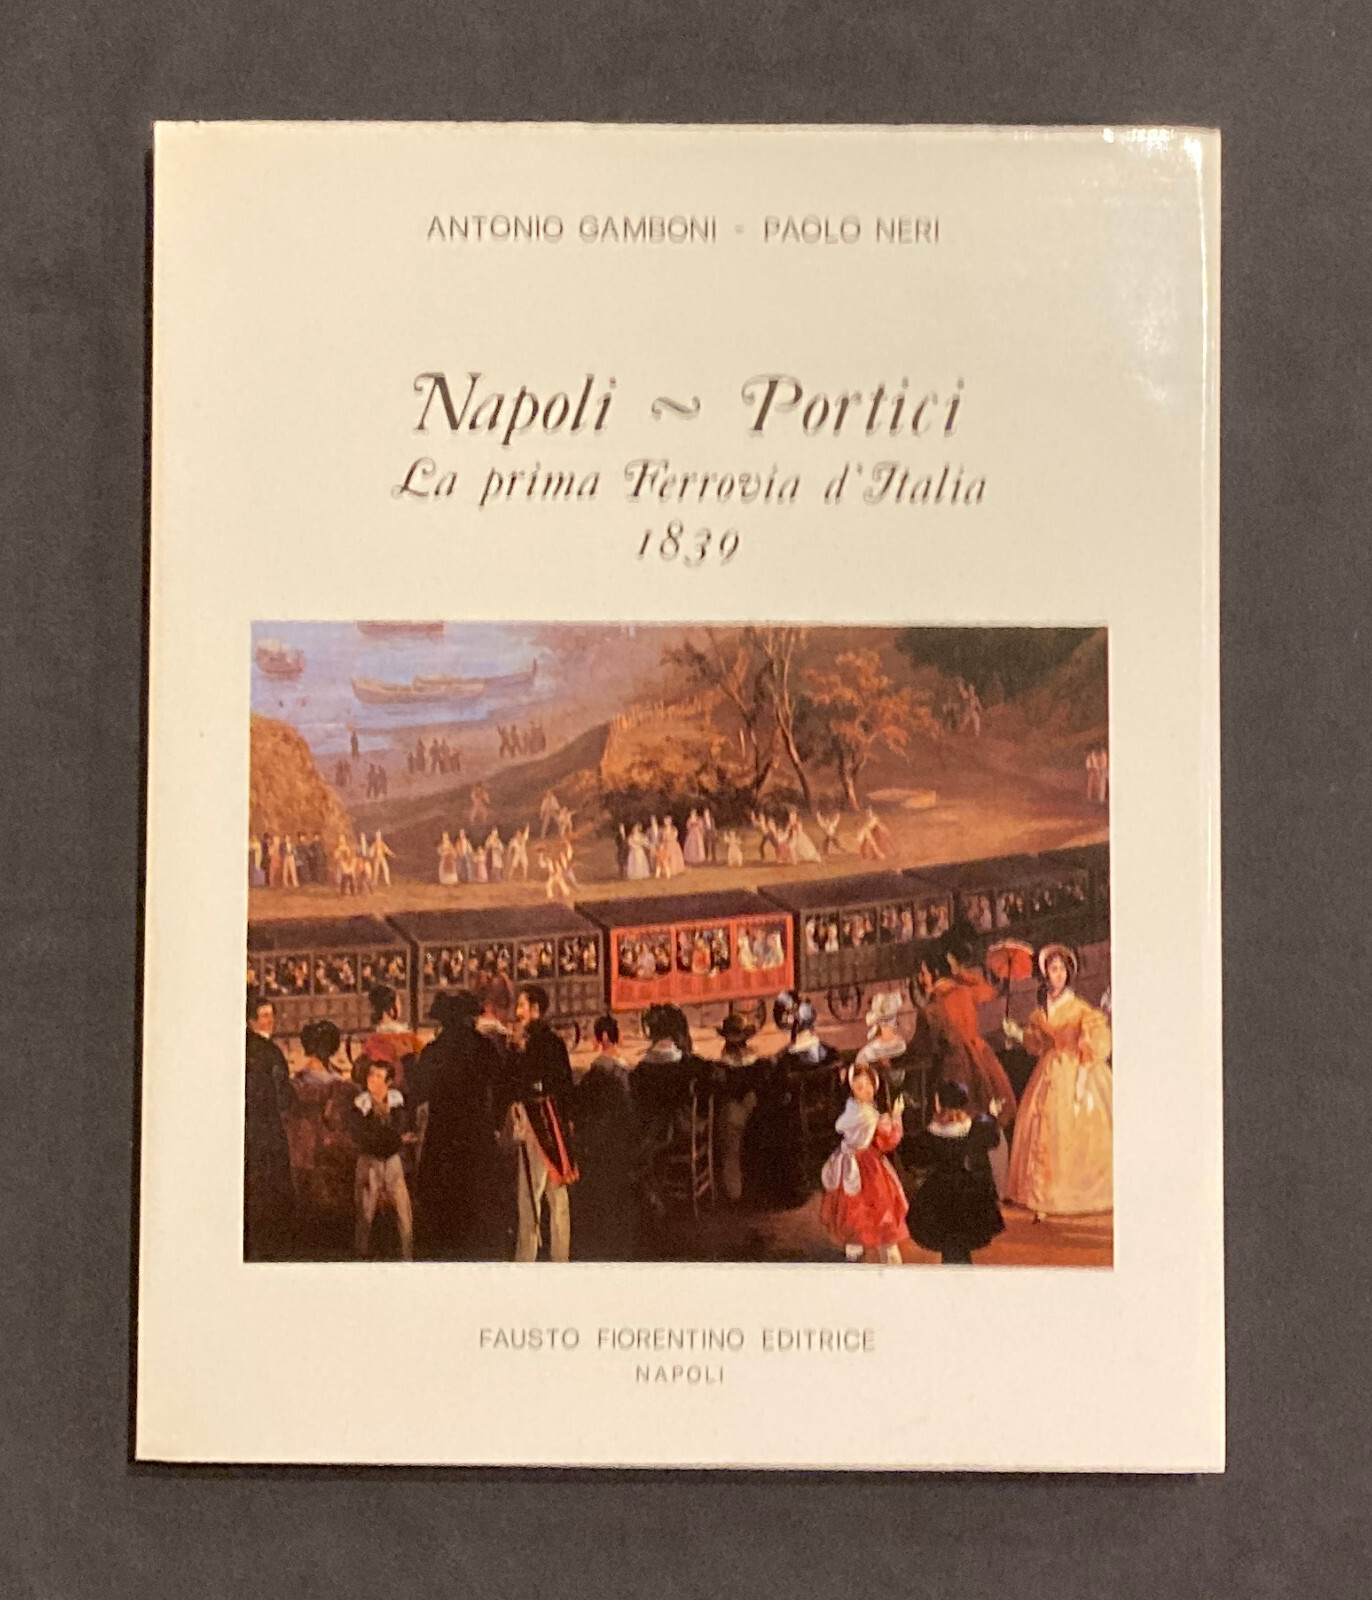 ANTONIO GAMBONI - PAOLO NERI
Napoli ~ Portici
La prima Ferrovia d'Italia
1839
FAUSTO FIORENTINO EDITRICE
NAPOLI